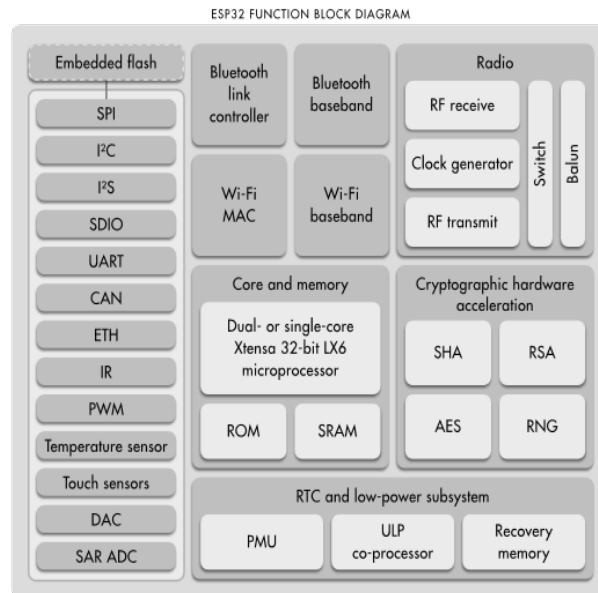 ESP32 FUNCTION BLOCK DIAGRAM
Embedded flash
SPI
I²C
I²S
SDIO
UART
CAN
ETH
IR
PWM
Temperature sensor
Touch sensors
DAC
SAR ADC
Bluetooth
link
controller
Bluetooth
baseband
Wi-Fi
MAC
Wi-Fi
baseband
Radio
RF receive
Clock generator
RF transmit
Switch
Balun
Core and memory
Dual- or single-core
Xtensa 32-bit LX6
microprocessor
ROM
SRAM
Cryptographic hardware
acceleration
SHA
RSA
AES
RNG
RTC and low-power subsystem
PMU
ULP
co-processor
Recovery
memory